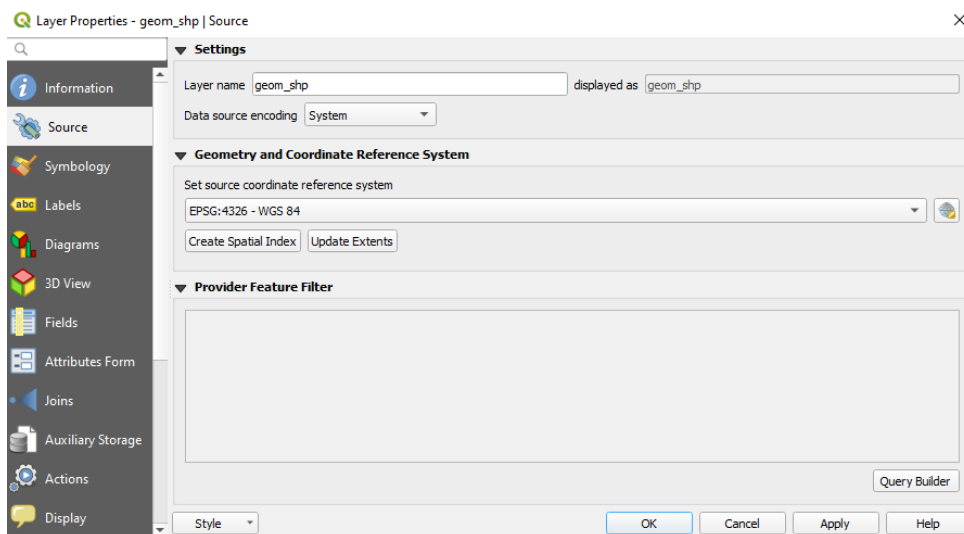 Layer Properties - geom_shp | Source
Information
Source
Symbology
abc Labels
Diagrams
3D View
Fields
Attributes Form
Joins
Auxiliary Storage
Actions
Display
Settings
Layer name geom_shp displayed as geom_shp
Data source encoding System
Geometry and Coordinate Reference System
Set source coordinate reference system
EPSG:4326 - WGS 84
Create Spatial Index Update Extents
Provider Feature Filter
Query Builder
Style OK Cancel Apply Help